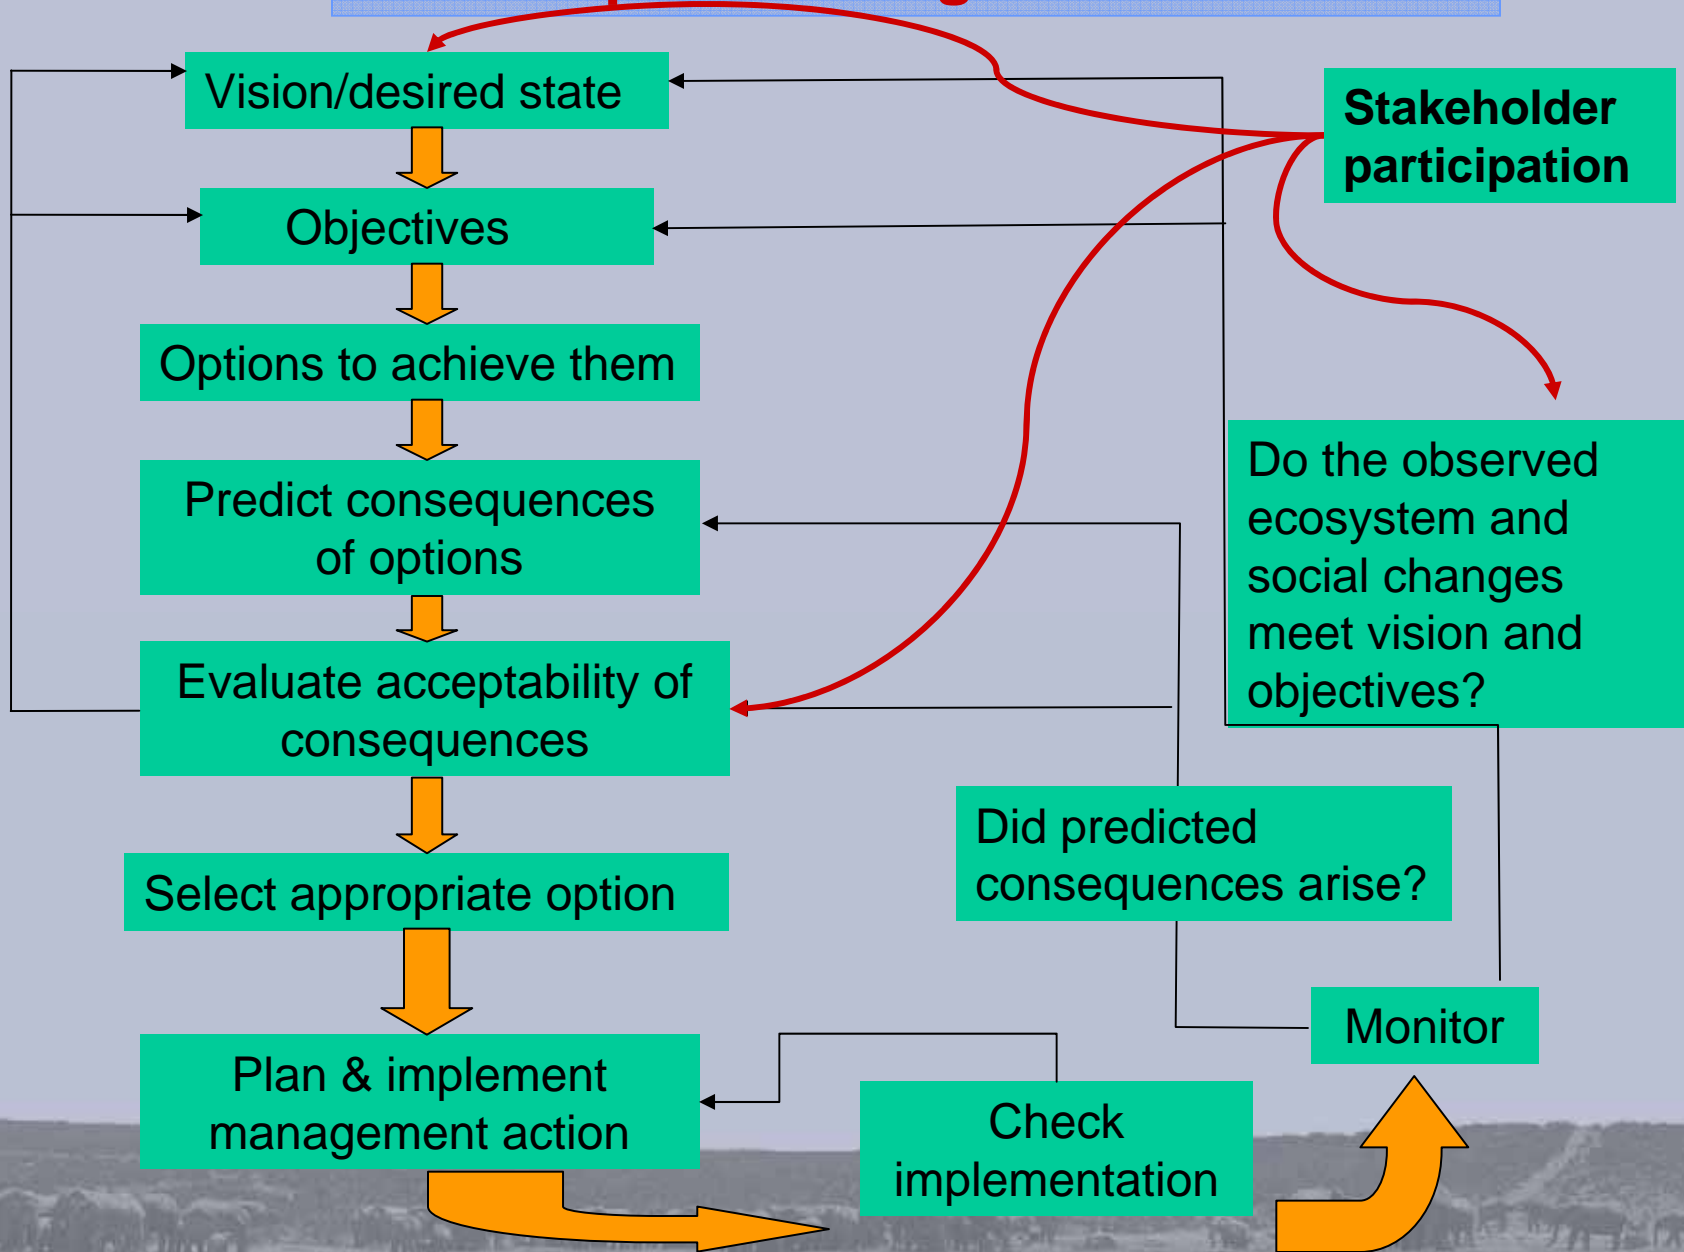 Vision/desired state
Objectives
Options to achieve them
Predict consequences
of options
Evaluate acceptability of
consequences
Select appropriate option
Plan & implement
management action
Check
implementation
Monitor
Did predicted
consequences arise?
Do the observed
ecosystem and
social changes
meet vision and
objectives?
Stakeholder
participation